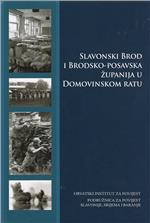 SLAVONSKI BROD
I BRODSKO-POSAVSKA
ŽUPANIJA U
DOMOVINSKOM RATU
HRVATSKI INSTITUT ZA POVIJEST
PODRUŽNICA ZA POVIJEST
SLAVONIJE, SRIJEMA I BARANJE